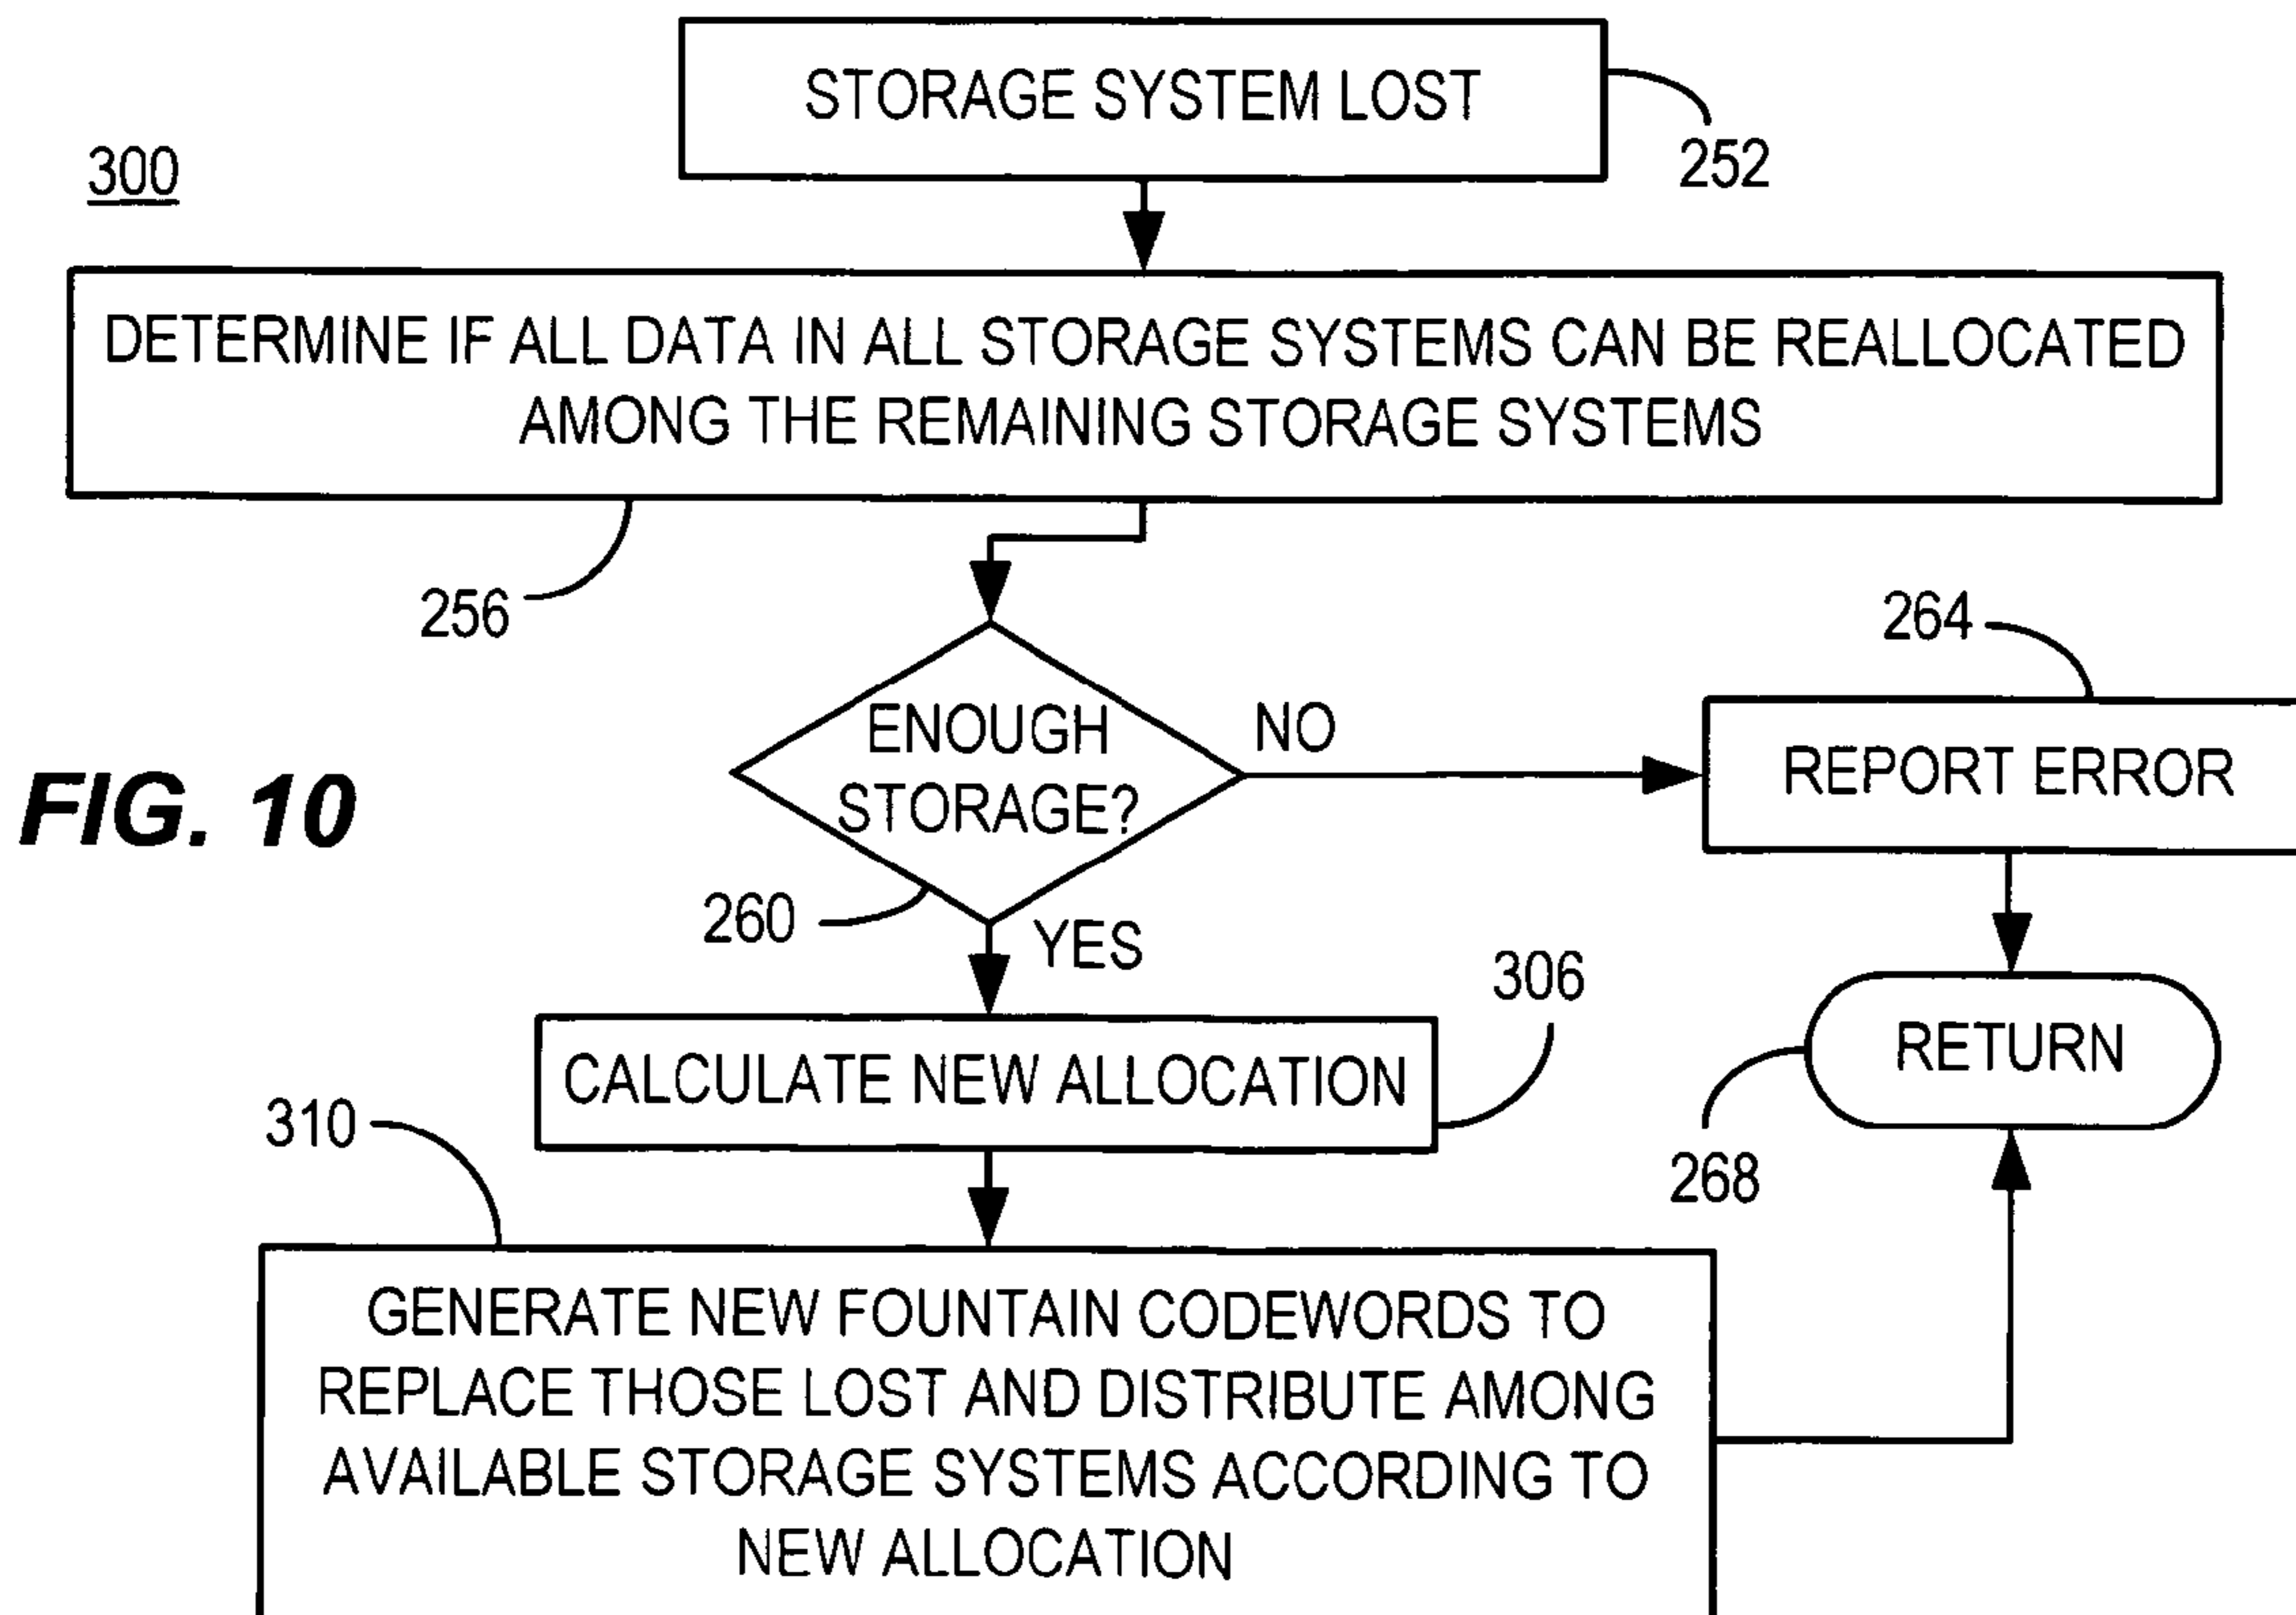 STORAGE SYSTEM LOST
252
300
DETERMINE IF ALL DATA IN ALL STORAGE SYSTEMS CAN BE REALLOCATED
AMONG THE REMAINING STORAGE SYSTEMS
256
264
ENOUGH
STORAGE?
NO
REPORT ERROR
FIG. 10
260
YES
306
CALCULATE NEW ALLOCATION
RETURN
310
268
GENERATE NEW FOUNTAIN CODEWORDS TO
REPLACE THOSE LOST AND DISTRIBUTE AMONG
AVAILABLE STORAGE SYSTEMS ACCORDING TO
NEW ALLOCATION